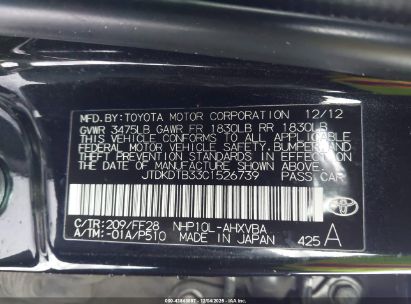 MFD. BY: TOYOTA MOTOR CORPORATION 12/12
GVWR 3475LB GAWR FR 1830LB RR 1830LB
THIS VEHICLE CONFORMS TO ALL APPLICABLE
FEDERAL MOTOR VEHICLE SAFETY, BUMPER, AND
THEFT PREVENTION STANDARDS IN EFFECT ON
THE DATE OF MANUFACTURE SHOWN ABOVE.
JTDKDTB33C1526739 PASS. CAR
C/TR: 209/FF28 NHP10L-AHXVBA
A/TM: -01A/P510 MADE IN JAPAN 425 A